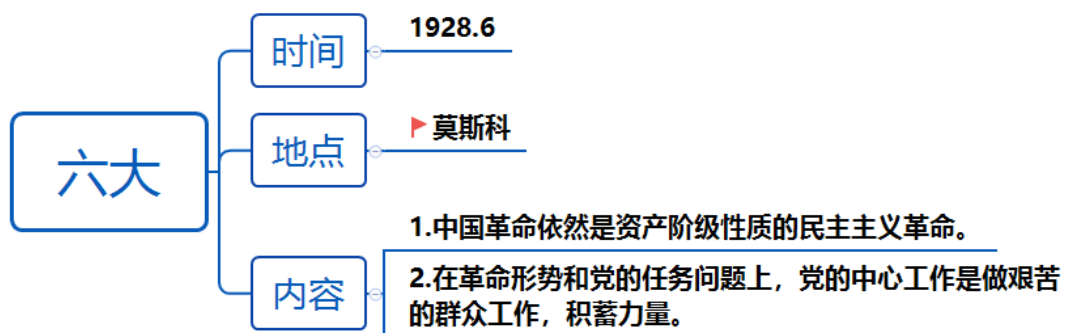 六大
时间
1928.6
地点
莫斯科
内容
1.中国革命依然是资产阶级性质的民主主义革命。
2.在革命形势和党的任务问题上，党的中心工作是做艰苦
的群众工作，积蓄力量。